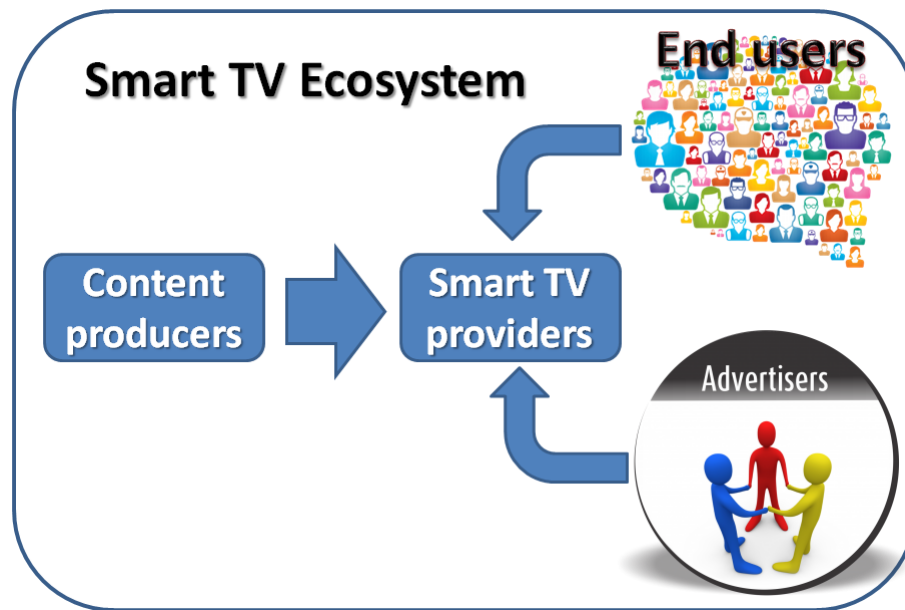 Smart TV Ecosystem
End users
Content
producers
Smart TV
providers
Advertisers